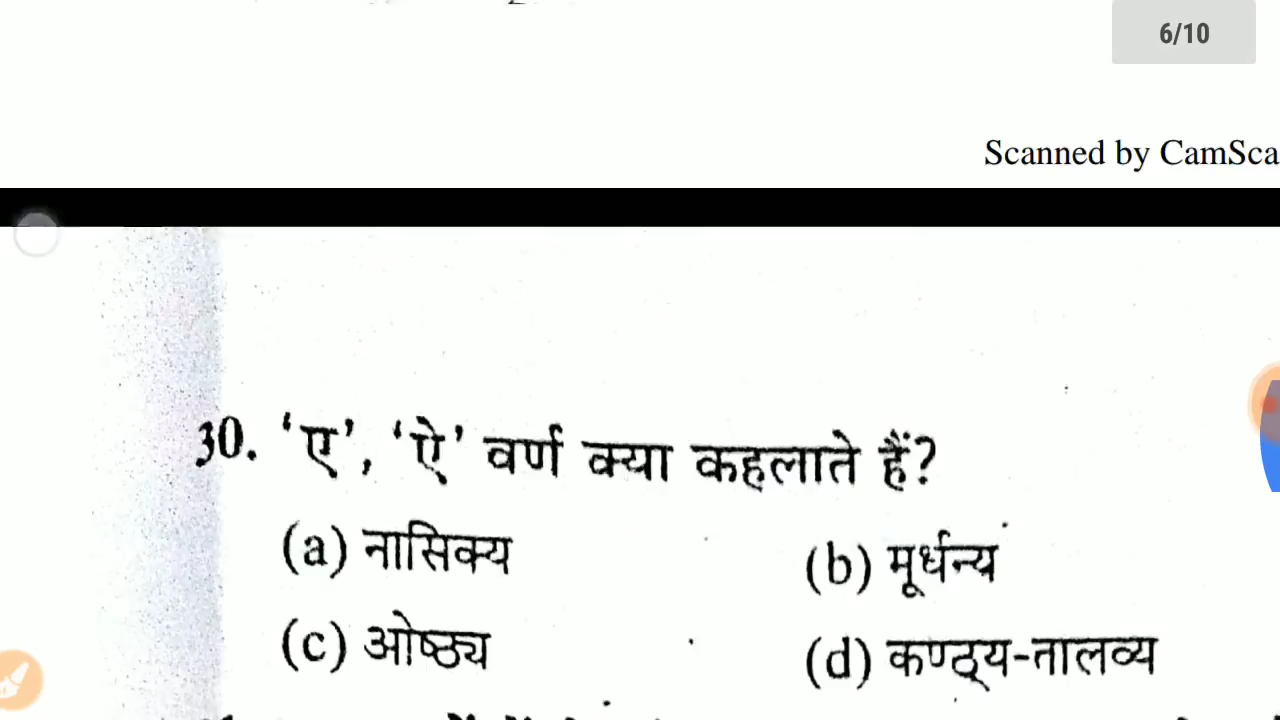 6/10
Scanned by CamSca
30. ‘ए’, ‘ऐ’ वर्ण क्या कहलाते हैं?
(a) नासिक्य (b) मूर्धन्य
(c) ओष्ठ्य (d) कण्ठ्य-तालव्य